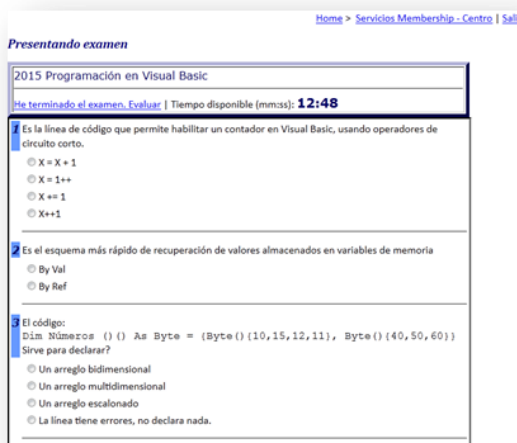 Home > Servicios Membership - Centro | Sali
Presentando examen
2015 Programación en Visual Basic
He terminado el examen. Evaluar | Tiempo disponible (mm:ss): 12:48
1 Es la línea de código que permite habilitar un contador en Visual Basic, usando operadores de
circuito corto.
X = X + 1
X = 1++
X += 1
X++1
2 Es el esquema más rápido de recuperación de valores almacenados en variables de memoria
By Val
By Ref
3 El código:
Dim Números ()() As Byte = {Byte(){10,15,12,11}, Byte(){40,50,60}}
Sirve para declarar?
Un arreglo bidimensional
Un arreglo multidimensional
Un arreglo escalonado
La línea tiene errores, no declara nada.